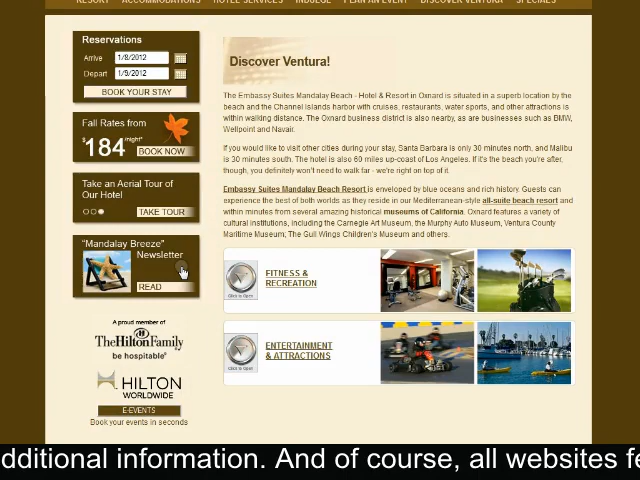 RESORT ACCOMMODATIONS HOTEL SERVICES INDULGE PLAN AN EVENT DISCOVER VENTURA SPECIALS
Reservations
Arrive 1/8/2012
Depart 1/9/2012
BOOK YOUR STAY
Fall Rates from
$184/night*
BOOK NOW
Take an Aerial Tour of
Our Hotel
TAKE TOUR
"Mandalay Breeze"
Newsletter
READ
A proud member of
TheHiltonFamily
be hospitable®
HILTON
WORLDWIDE
E-EVENTS
Book your events in seconds
Discover Ventura!
The Embassy Suites Mandalay Beach - Hotel & Resort in Oxnard is situated in a superb location by the
beach and the Channel Islands harbor with cruises, restaurants, water sports, and other attractions is
within walking distance. The Oxnard business district is also nearby, as are businesses such as BMW,
Wellpoint and Navair.
If you would like to visit other cities during your stay, Santa Barbara is only 30 minutes north, and Malibu
is 30 minutes south. The hotel is also 60 miles up-coast of Los Angeles. If it's the beach you're after,
though, you definitely won't need to walk far - we're right on top of it.
Embassy Suites Mandalay Beach Resort is enveloped by blue oceans and rich history. Guests can
experience the best of both worlds as they reside in our Mediterranean-style all-suite beach resort and
within minutes from several amazing historical museums of California. Oxnard features a variety of
cultural institutions, including the Carnegie Art Museum, the Murphy Auto Museum, Ventura County
Maritime Museum; The Gull Wings Children's Museum and others.
Click to Open
FITNESS &
RECREATION
Click to Open
ENTERTAINMENT
& ATTRACTIONS
dditional information. And of course, all websites fe